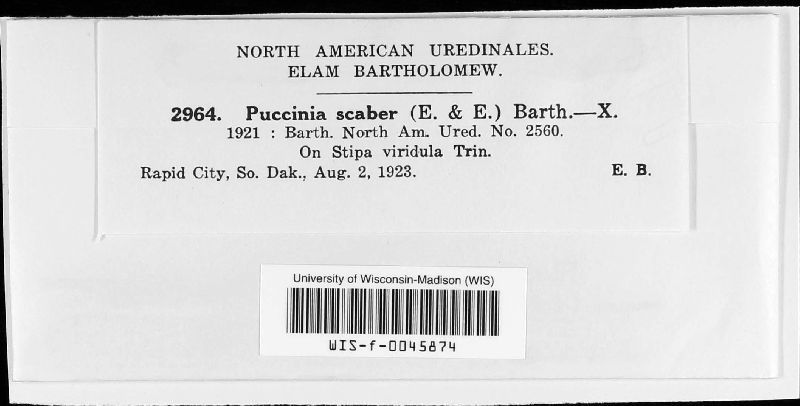 NORTH AMERICAN UREDINALES.
ELAM BARTHOLOMEW.
2964. Puccinia scaber (E. & E.) Barth.—X.
1921 : Barth. North Am. Ured. No. 2560.
On Stipa viridula Trin.
Rapid City, So. Dak., Aug. 2, 1923. E. B.
University of Wisconsin-Madison (WIS)
WIS-f-0045874